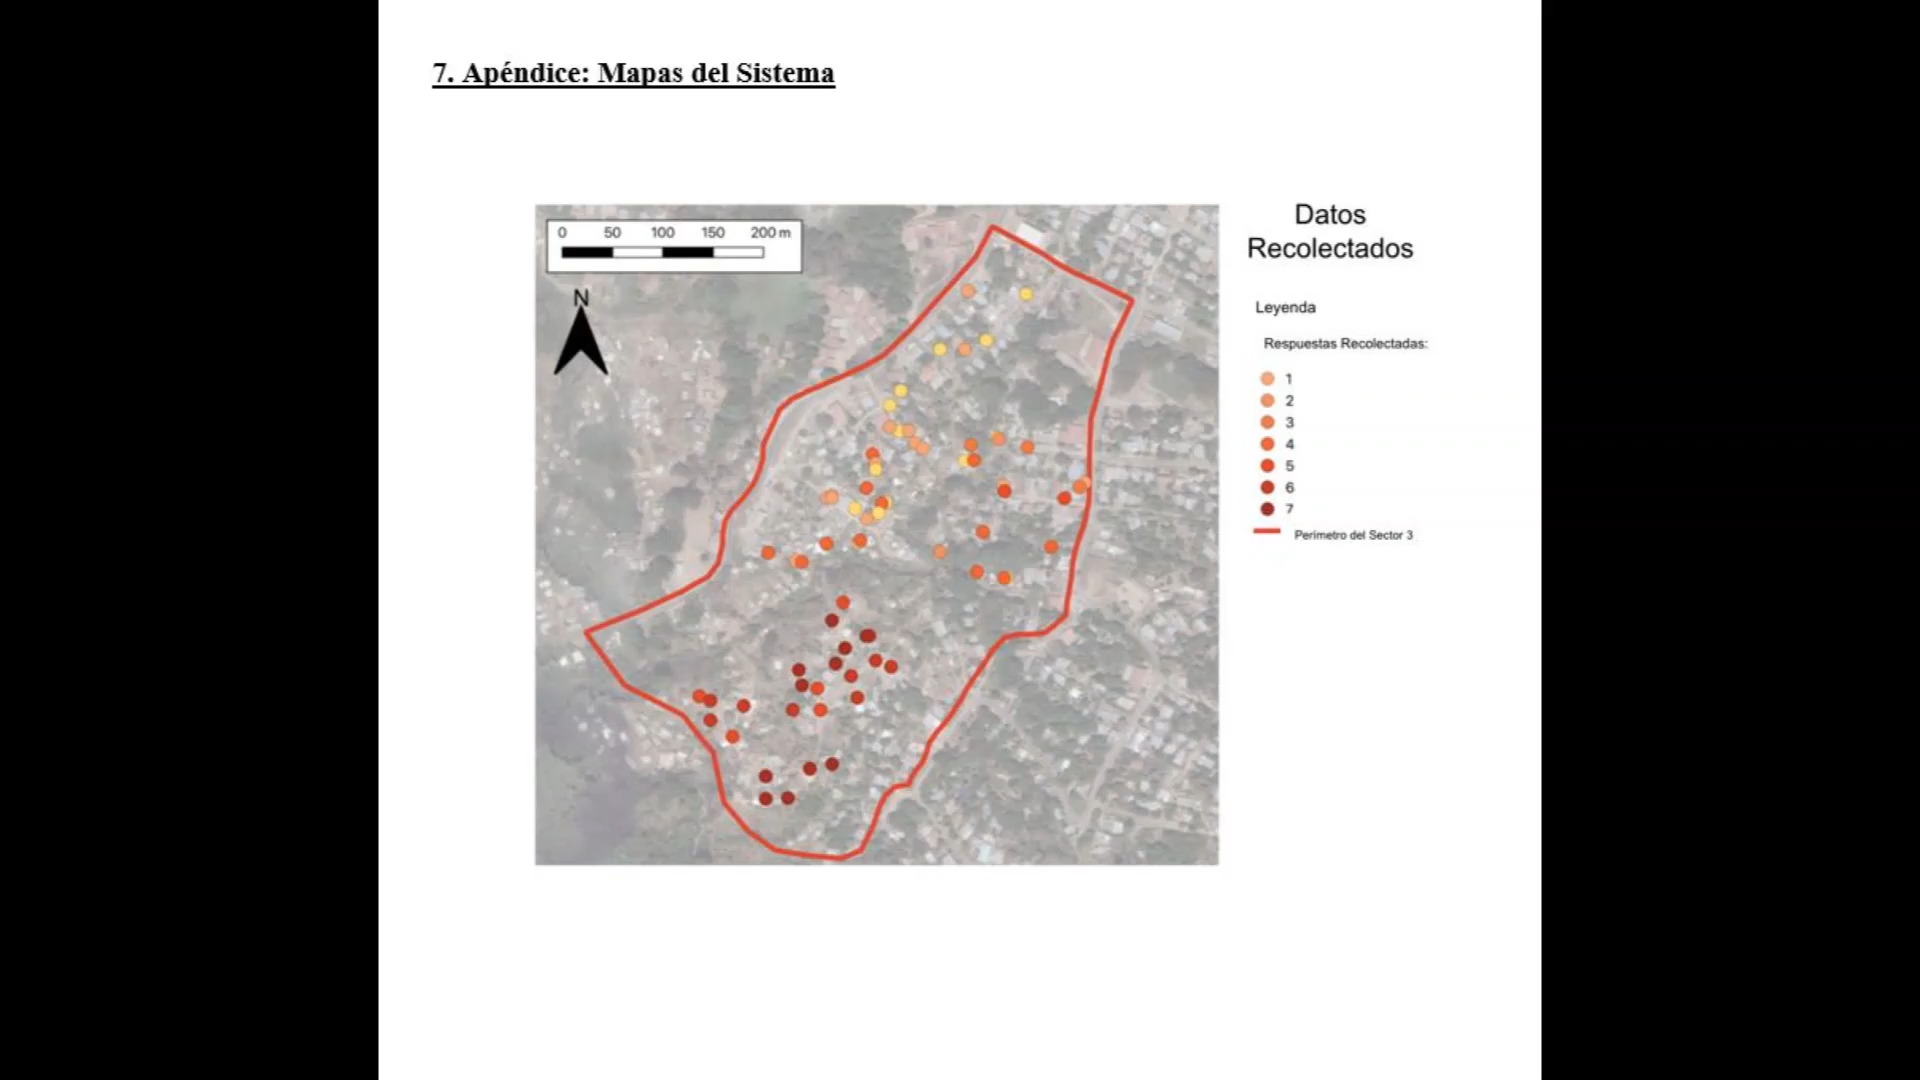 7. Apéndice: Mapas del Sistema
0 50 100 150 200 m
N
Datos
Recolectados
Leyenda
Respuestas Recolectadas:
1
2
3
4
5
6
7
Perímetro del Sector 3